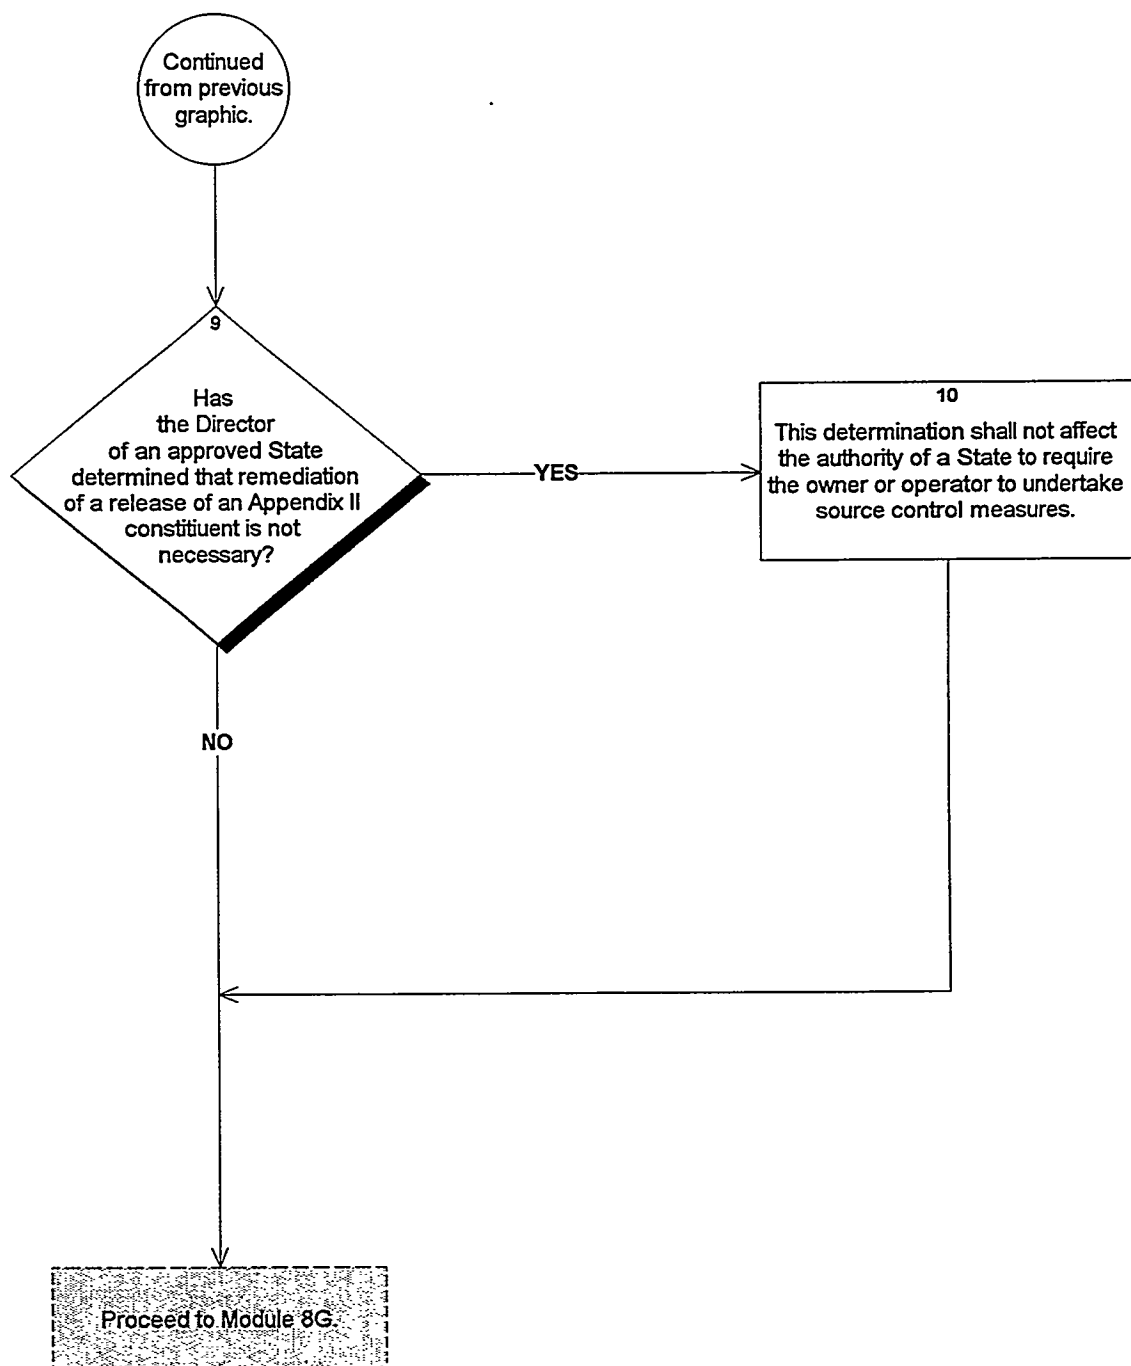 Continued
from previous
graphic.
9
Has
the Director
of an approved State
determined that remediation
of a release of an Appendix II
constitiuent is not
necessary?
YES
10
This determination shall not affect
the authority of a State to require
the owner or operator to undertake
source control measures.
NO
Proceed to Module 8G.